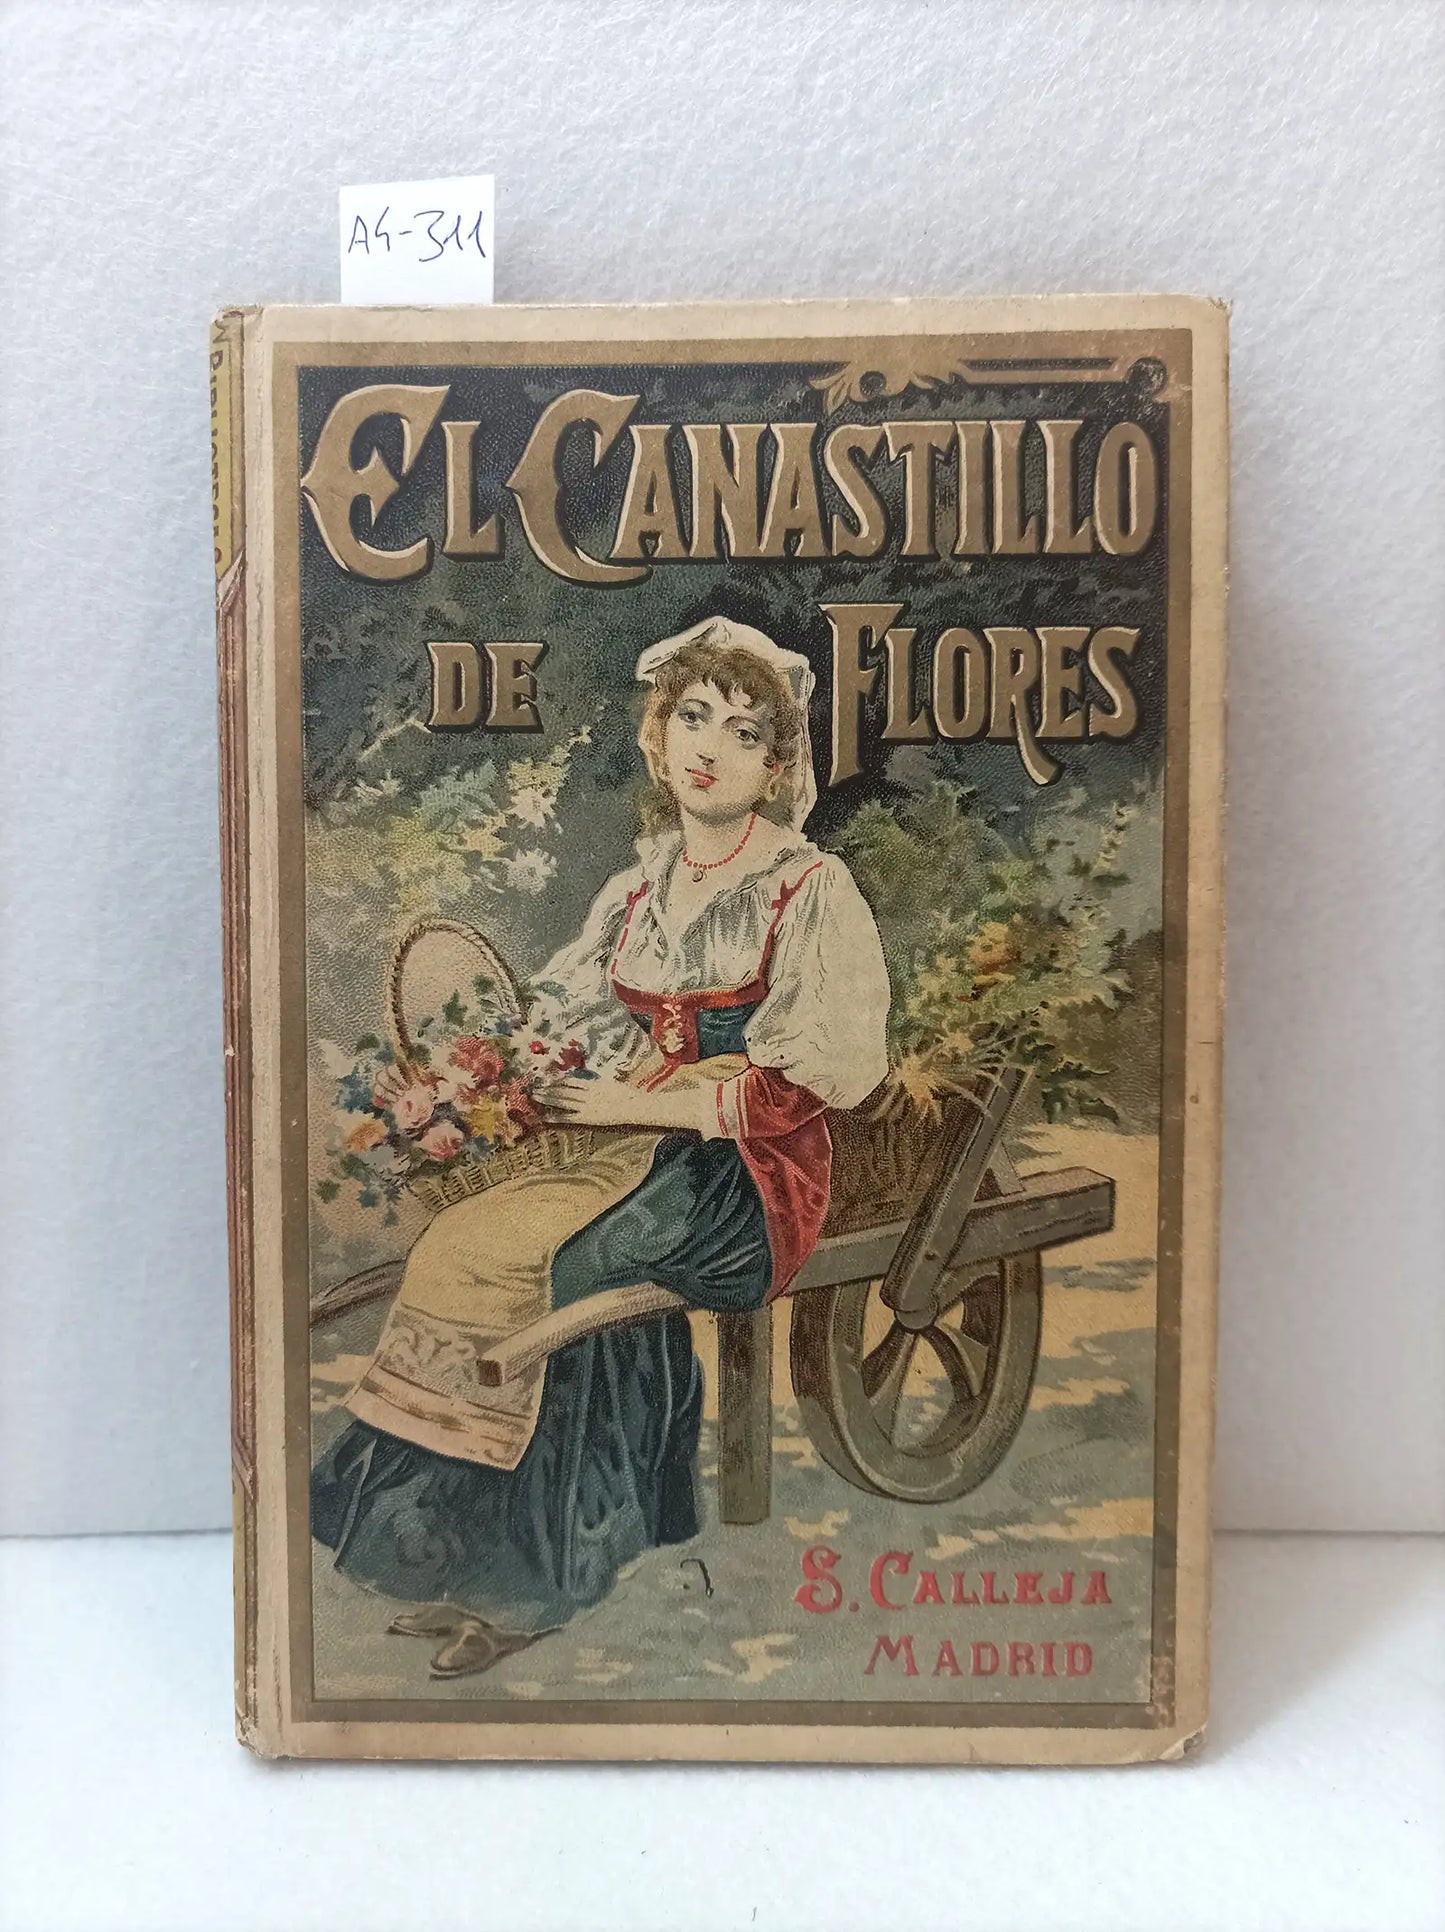 A4-311
EL CANASTILLO
DE FLORES
S. CALLEJA
MADRID